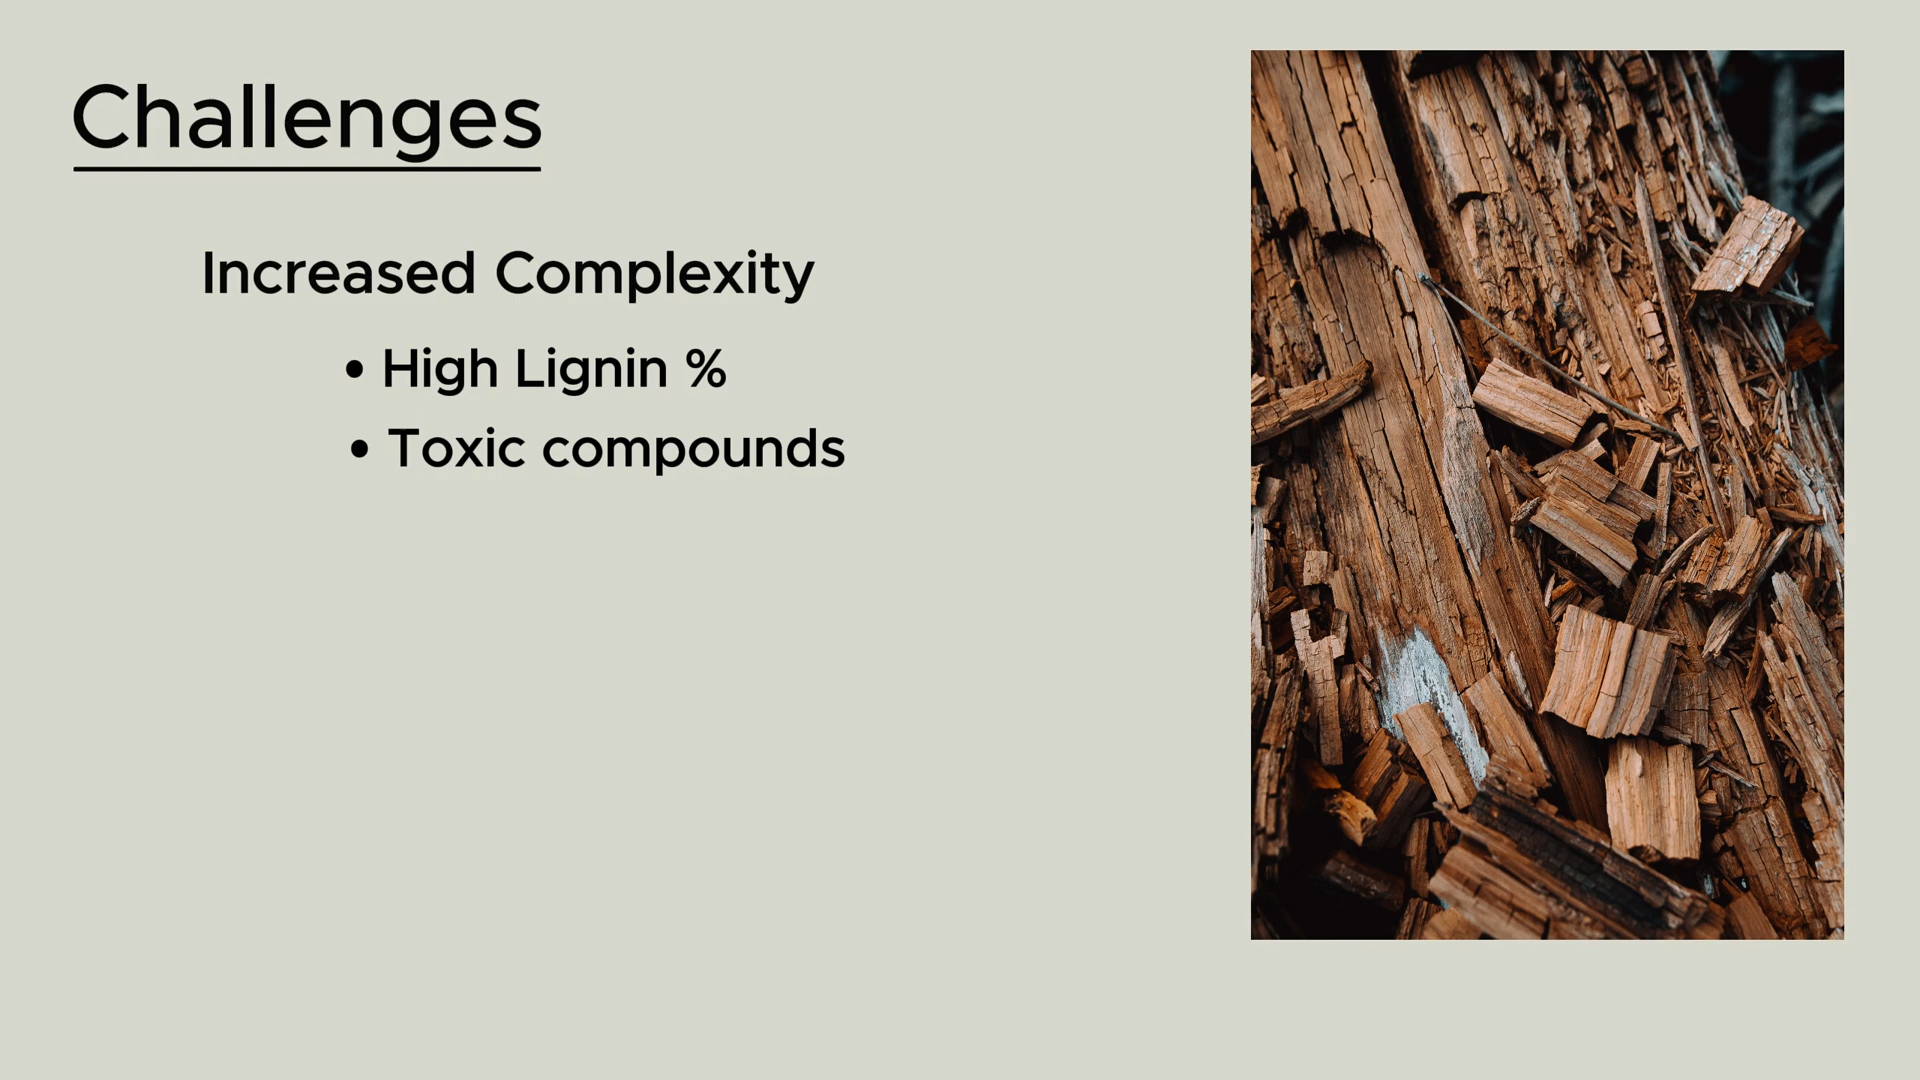 Challenges
Increased Complexity
• High Lignin %
• Toxic compounds